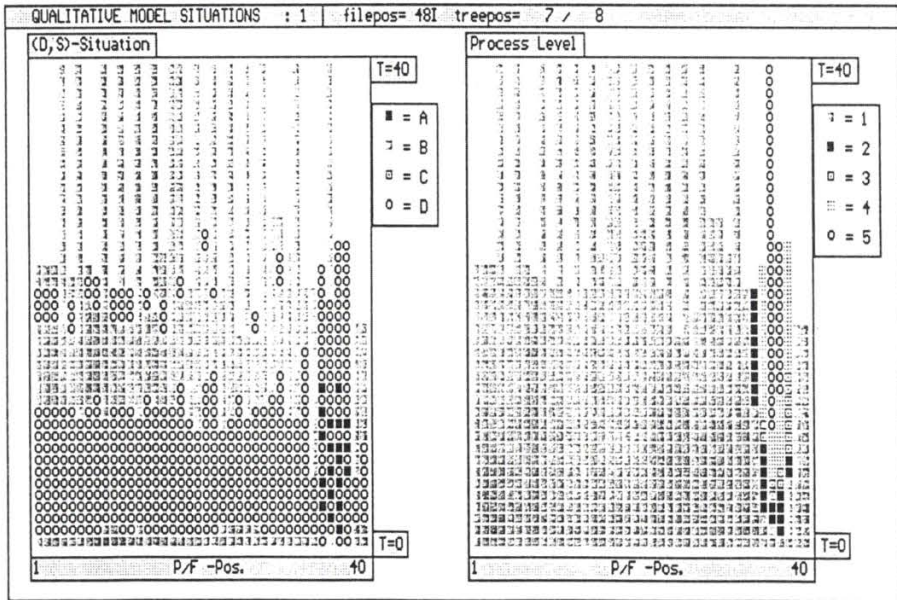 QUALITATIVE MODEL SITUATIONS : 1 filepos= 48I treepos= 7 / 8
(D,S)-Situation
T=40
■ = A
= B
= C
o = D
T=0
1 P/F -Pos. 40
Process Level
T=40
= 1
■ = 2
= 3
= 4
o = 5
T=0
1 P/F -Pos. 40